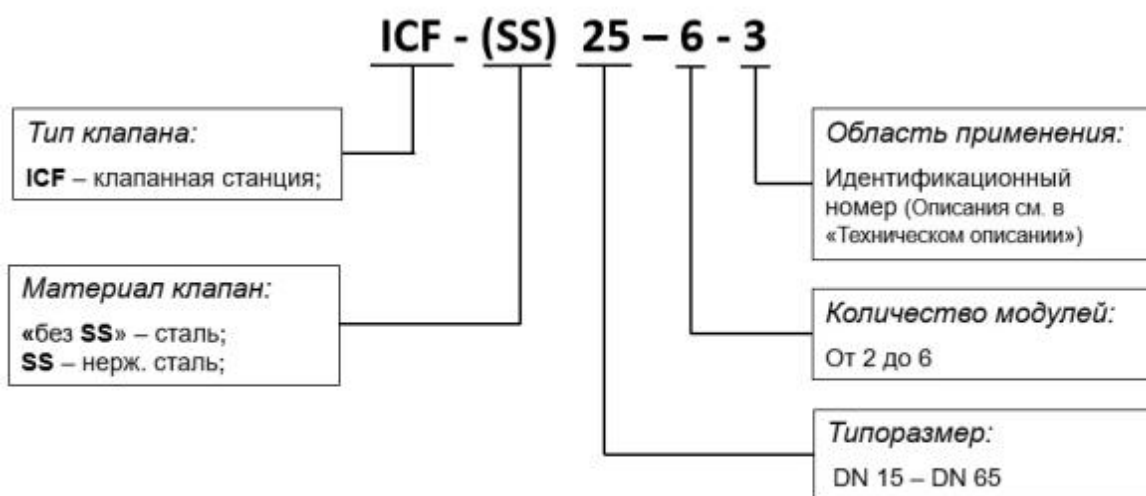 ICF - (SS) 25 – 6 - 3
Тип клапана:
ICF – клапанная станция;
Материал клапан:
«без SS» – сталь;
SS – нерж. сталь;
Область применения:
Идентификационный
номер (Описания см. в
«Техническом описании»)
Количество модулей:
От 2 до 6
Типоразмер:
DN 15 – DN 65